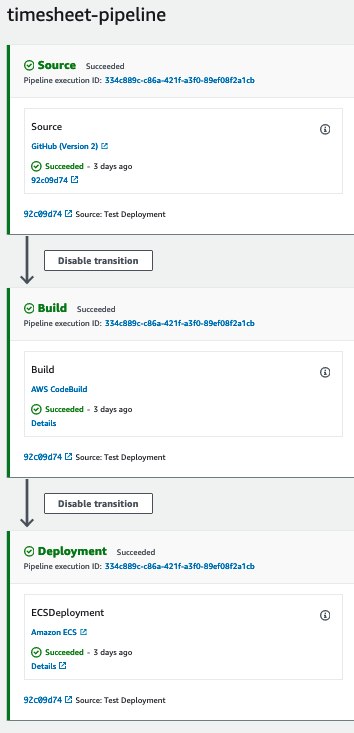 timesheet-pipeline
Source Succeeded
Pipeline execution ID: 334c889c-c86a-421f-a3f0-89ef08f2a1cb
Source
GitHub (Version 2)
Succeeded - 3 days ago
92c09d74
92c09d74 Source: Test Deployment
Disable transition
Build Succeeded
Pipeline execution ID: 334c889c-c86a-421f-a3f0-89ef08f2a1cb
Build
AWS CodeBuild
Succeeded - 3 days ago
Details
92c09d74 Source: Test Deployment
Disable transition
Deployment Succeeded
Pipeline execution ID: 334c889c-c86a-421f-a3f0-89ef08f2a1cb
ECSDeployment
Amazon ECS
Succeeded - 3 days ago
Details
92c09d74 Source: Test Deployment